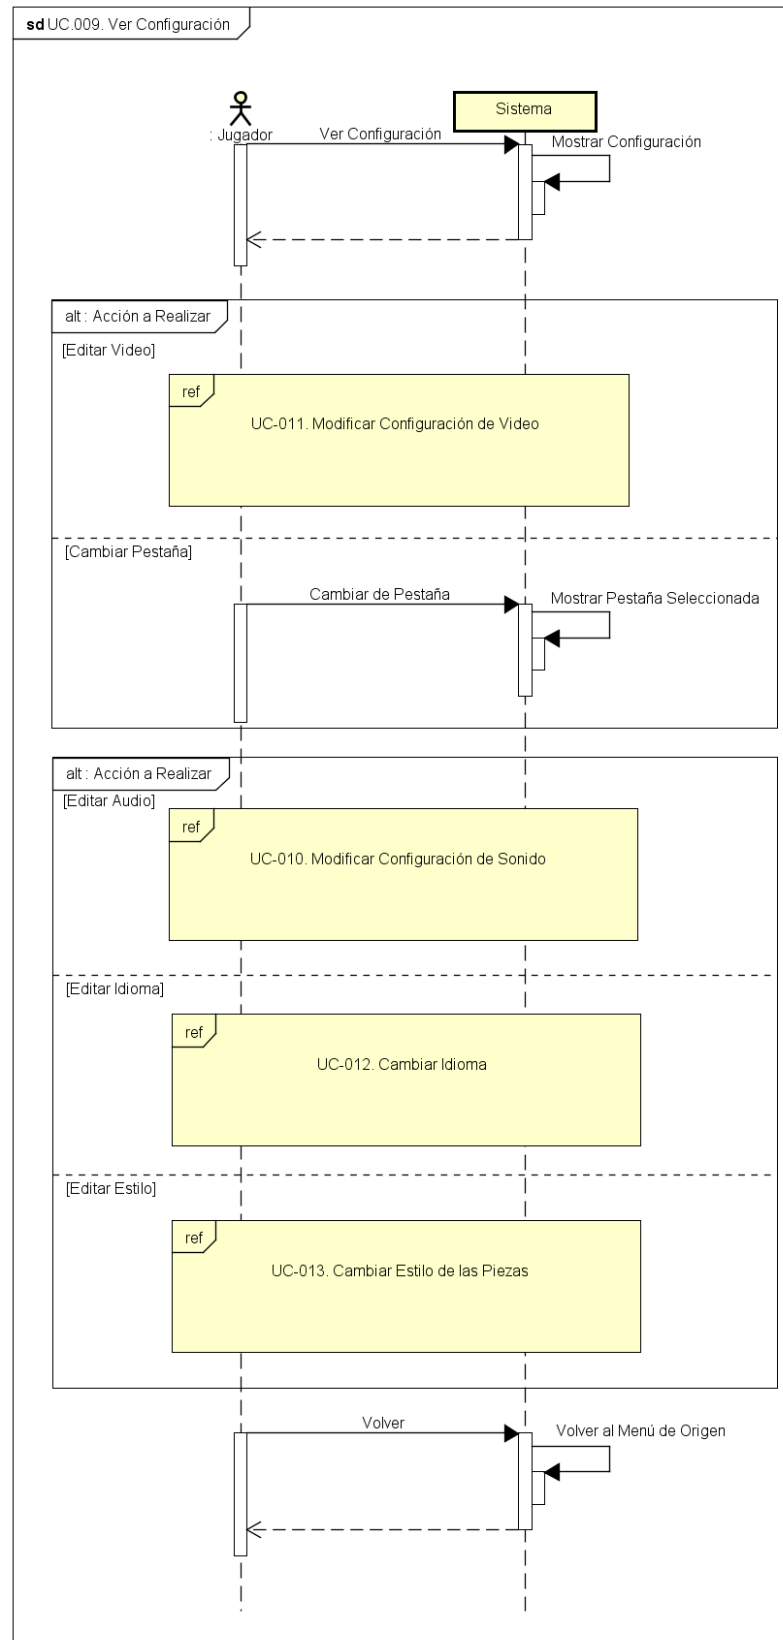 sd UC.009. Ver Configuración
Sistema
: Jugador
Ver Configuración
Mostrar Configuración
alt : Acción a Realizar
[Editar Video]
ref
UC-011. Modificar Configuración de Video
[Cambiar Pestaña]
Cambiar de Pestaña
Mostrar Pestaña Seleccionada
alt : Acción a Realizar
[Editar Audio]
ref
UC-010. Modificar Configuración de Sonido
[Editar Idioma]
ref
UC-012. Cambiar Idioma
[Editar Estilo]
ref
UC-013. Cambiar Estilo de las Piezas
Volver
Volver al Menú de Origen